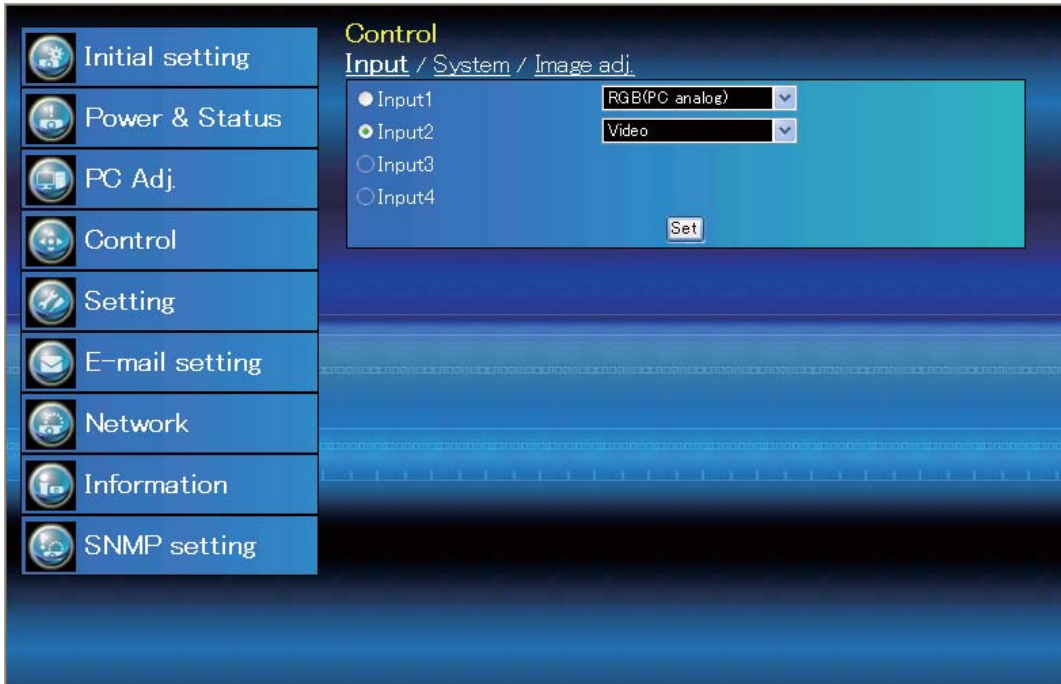 Initial setting
Power & Status
PC Adj.
Control
Setting
E-mail setting
Network
Information
SNMP setting
Control
Input / System / Image adj.
Input1 RGB(PC analog)
Input2 Video
Input3
Input4
Set